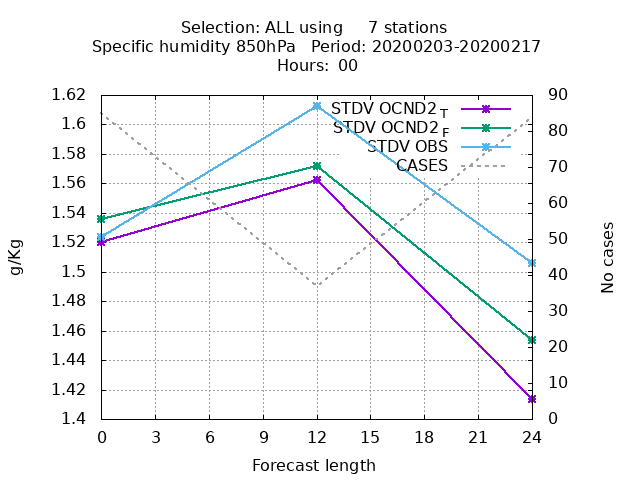 Selection: ALL using 7 stations
Specific humidity 850hPa Period: 20200203-20200217
Hours: 00
STDV OCND2 T
STDV OCND2 F
STDV OBS
CASES
1.62
1.6
1.58
1.56
1.54
1.52
1.5
1.48
1.46
1.44
1.42
1.4
g/Kg
90
80
70
60
50
40
30
20
10
0
No cases
0 3 6 9 12 15 18 21 24
Forecast length